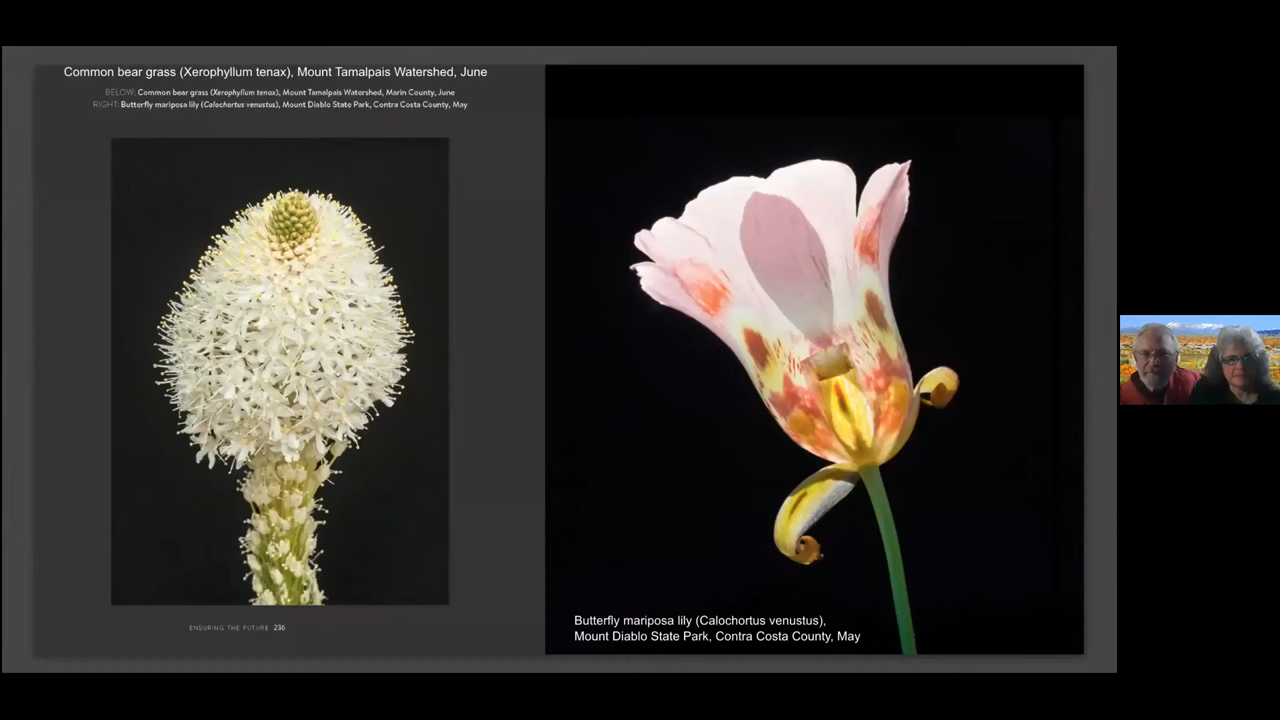 Common bear grass (Xerophyllum tenax), Mount Tamalpais Watershed, June
BELOW: Common bear grass (Xerophyllum tenax), Mount Tamalpais Watershed, Marin County, June
RIGHT: Butterfly mariposa lily (Calochortus venustus), Mount Diablo State Park, Contra Costa County, May
ENSURING THE FUTURE 236
Butterfly mariposa lily (Calochortus venustus),
Mount Diablo State Park, Contra Costa County, May